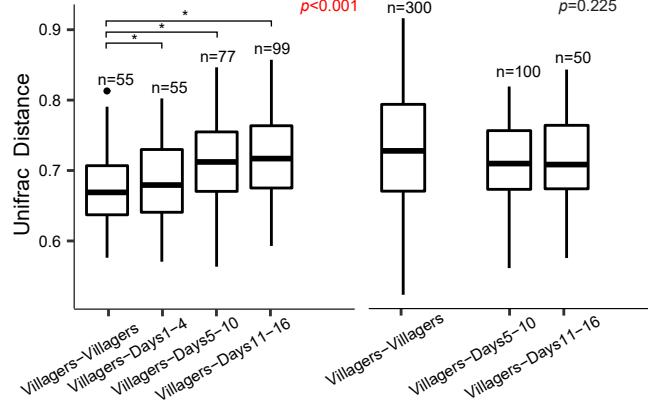 p<0.001
n=300
p=0.225
*
*
*
n=55
n=55
n=77
n=99
n=100
n=50
Unifrac Distance
0.9
0.8
0.7
0.6
Villagers–Villagers
Villagers–Days1–4
Villagers–Days5–10
Villagers–Days11–16
Villagers–Villagers
Villagers–Days5–10
Villagers–Days11–16